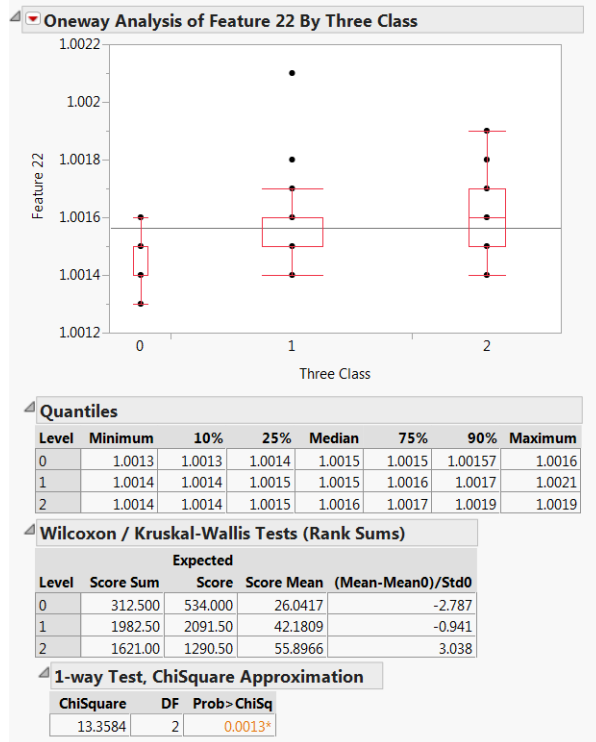 Oneway Analysis of Feature 22 By Three Class
1.0022
1.002
1.0018
1.0016
1.0014
1.0012
Feature 22
0 1 2
Three Class
Quantiles
Level Minimum 10% 25% Median 75% 90% Maximum
0 1.0013 1.0013 1.0014 1.0015 1.0015 1.00157 1.0016
1 1.0014 1.0014 1.0015 1.0015 1.0016 1.0017 1.0021
2 1.0014 1.0014 1.0015 1.0016 1.0017 1.0019 1.0019
Wilcoxon / Kruskal-Wallis Tests (Rank Sums)
Expected
Level Score Sum Score Score Mean (Mean-Mean0)/Std0
0 312.500 534.000 26.0417 -2.787
1 1982.50 2091.50 42.1809 -0.941
2 1621.00 1290.50 55.8966 3.038
1-way Test, ChiSquare Approximation
ChiSquare DF Prob>ChiSq
13.3584 2 0.0013*